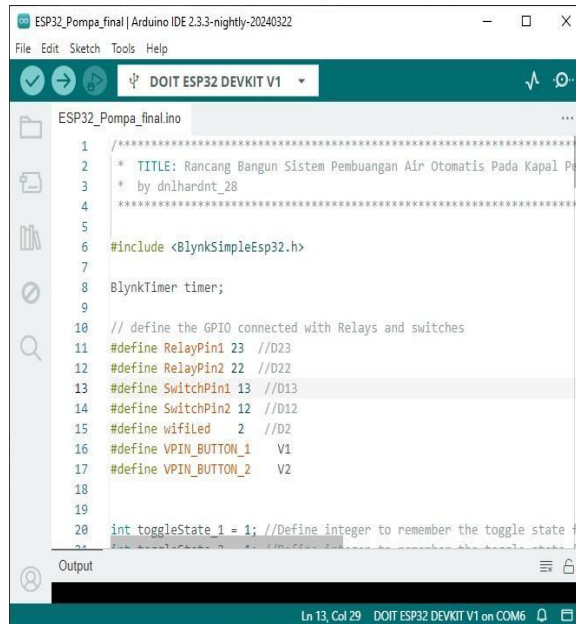 ESP32_Pompa_final | Arduino IDE 2.3.3-nightly-20240322
File Edit Sketch Tools Help
DOIT ESP32 DEVKIT V1
ESP32_Pompa_final.ino
1 /**********************************************************************
2 * TITLE: Rancang Bangun Sistem Pembuangan Air Otomatis Pada Kapal Pe
3 * by dnlhardnt_28
4 **********************************************************************
5
6 #include <BlynkSimpleEsp32.h>
7
8 BlynkTimer timer;
9
10 // define the GPIO connected with Relays and switches
11 #define RelayPin1 23 //D23
12 #define RelayPin2 22 //D22
13 #define SwitchPin1 13 //D13
14 #define SwitchPin2 12 //D12
15 #define wifiLed 2 //D2
16 #define VPIN_BUTTON_1 V1
17 #define VPIN_BUTTON_2 V2
18
19
20 int toggleState_1 = 1; //Define integer to remember the toggle state f
Output
Ln 13, Col 29 DOIT ESP32 DEVKIT V1 on COM6